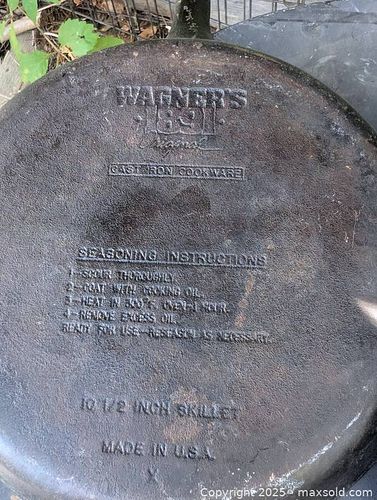 WAGNER'S
·1891·
Original
CAST IRON COOKWARE
SEASONING INSTRUCTIONS
1-SCOUR THOROUGHLY.
2-COAT WITH COOKING OIL.
3-HEAT IN 300°F. OVEN-1 HOUR.
4-REMOVE EXCESS OIL.
READY FOR USE-RESEASON AS NECESSARY.
10 1/2 INCH SKILLET
MADE IN U.S.A.
X
Copyright © 2025 - maxsold.com